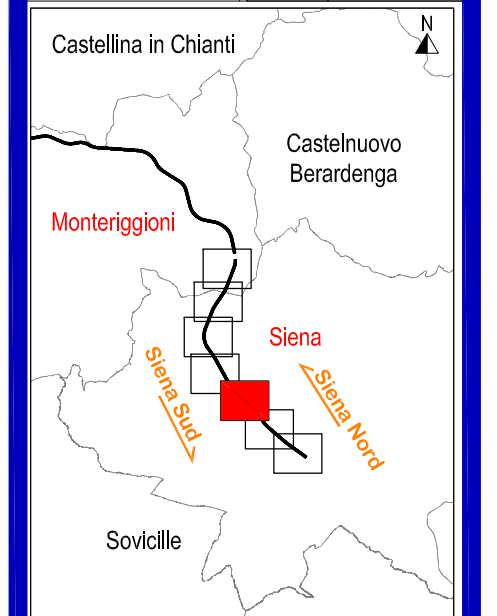 N
Castellina in Chianti
Castelnuovo
Berardenga
Monteriggioni
Siena
Siena Sud
Siena Nord
Sovicille